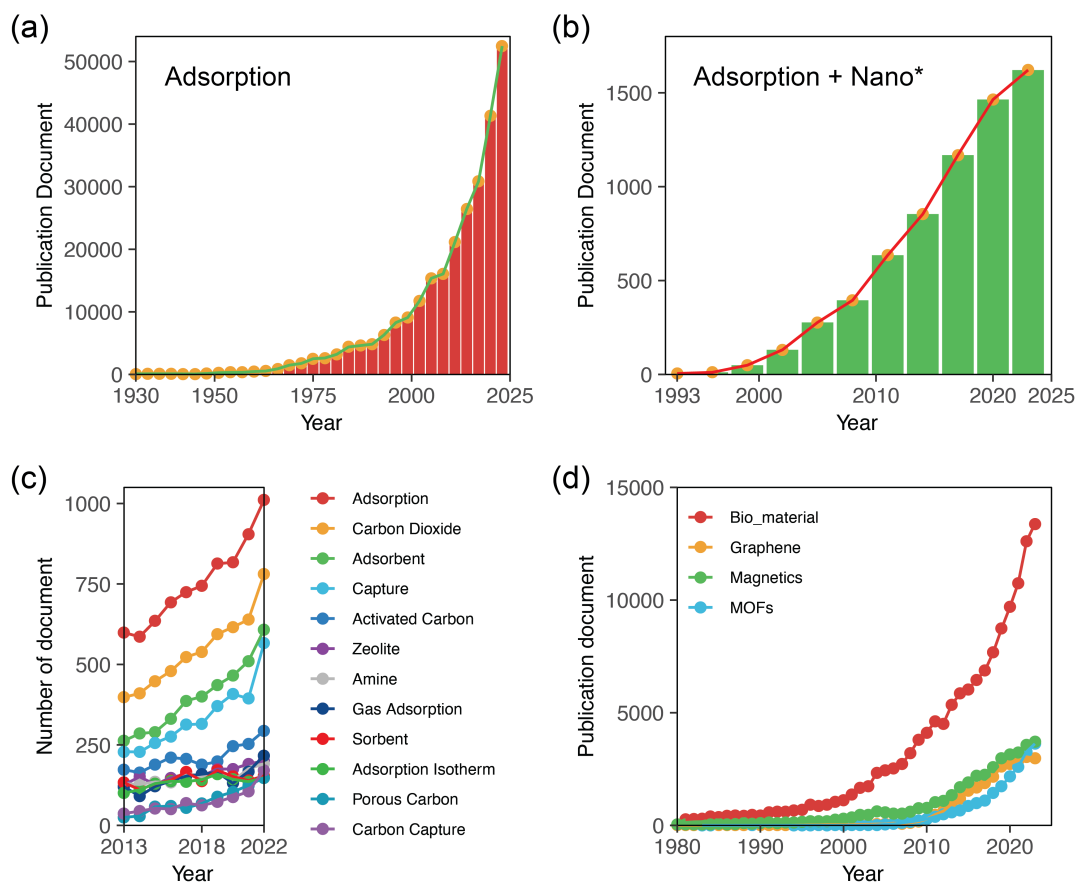 (a)
Adsorption
Publication Document
50000
40000
30000
20000
10000
0
1930
1950
1975
2000
2025
Year
(b)
Adsorption + Nano*
Publication Document
1500
1000
500
0
1993
2000
2010
2020
2025
Year
(c)
Number of document
1000
750
500
250
0
2013
2018
2022
Year
Adsorption
Carbon Dioxide
Adsorbent
Capture
Activated Carbon
Zeolite
Amine
Gas Adsorption
Sorbent
Adsorption Isotherm
Porous Carbon
Carbon Capture
(d)
Publication document
15000
10000
5000
0
Bio_material
Graphene
Magnetics
MOFs
1980
1990
2000
2010
2020
Year